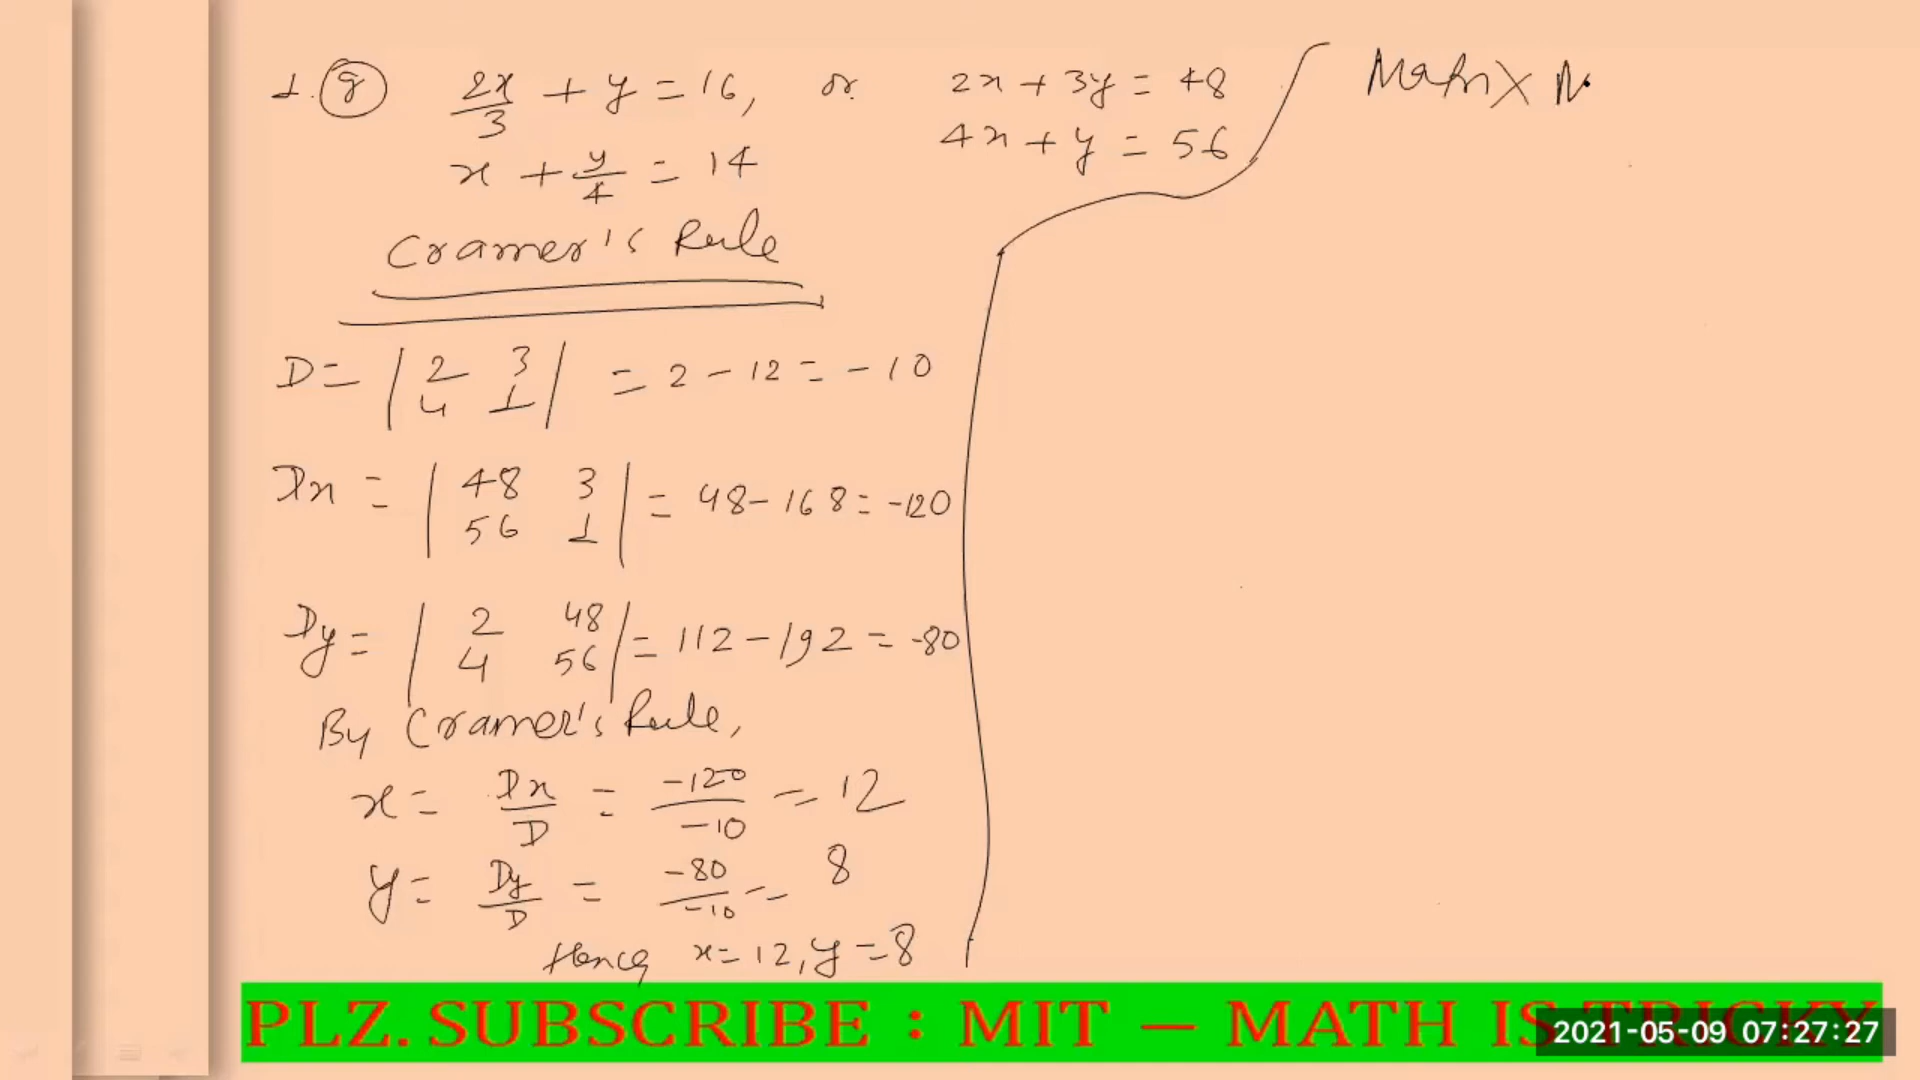 1. (g) 2x/3 + y = 16, or 2x + 3y = 48
x + y/4 = 14 4x + y = 56
Cramer's Rule
D = | 2 3 |
| 4 1 | = 2 - 12 = -10
Dx = | 48 3 |
| 56 1 | = 48 - 168 = -120
Dy = | 2 48 |
| 4 56 | = 112 - 192 = -80
By Cramer's Rule,
x = Dx/D = -120/-10 = 12
y = Dy/D = -80/-10 = 8
Hence x = 12, y = 8
Matrix M
PLZ. SUBSCRIBE : MIT – MATH IS TRICKY
2021-05-09 07:27:27